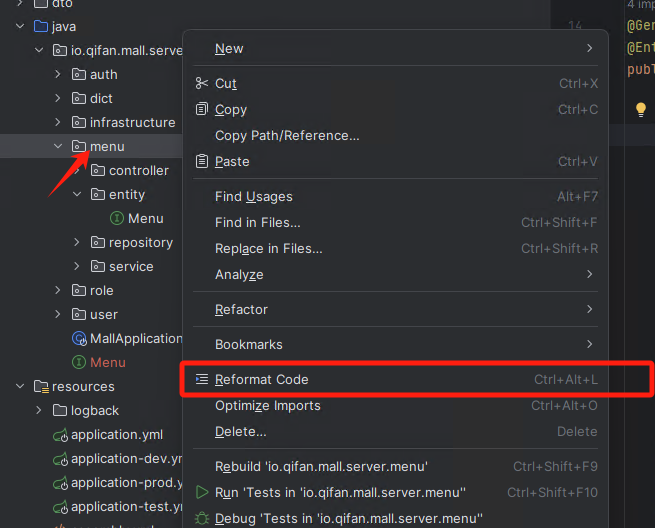 dto
java
io.qifan.mall.server
auth
dict
infrastructure
menu
controller
entity
Menu
repository
service
role
user
MallApplication
Menu
resources
logback
application.yml
application-dev.ym
application-prod.y
application-test.ym
New
Cut Ctrl+X
Copy Ctrl+C
Copy Path/Reference...
Paste Ctrl+V
Find Usages Alt+F7
Find in Files... Ctrl+Shift+F
Replace in Files... Ctrl+Shift+R
Analyze
Refactor
Bookmarks
Reformat Code Ctrl+Alt+L
Optimize Imports Ctrl+Alt+O
Delete... Delete
Rebuild 'io.qifan.mall.server.menu' Ctrl+Shift+F9
Run 'Tests in 'io.qifan.mall.server.menu'' Ctrl+Shift+F10
Debug 'Tests in 'io.qifan.mall.server.menu''
4 imp
14 @Ger
@Ent
publ